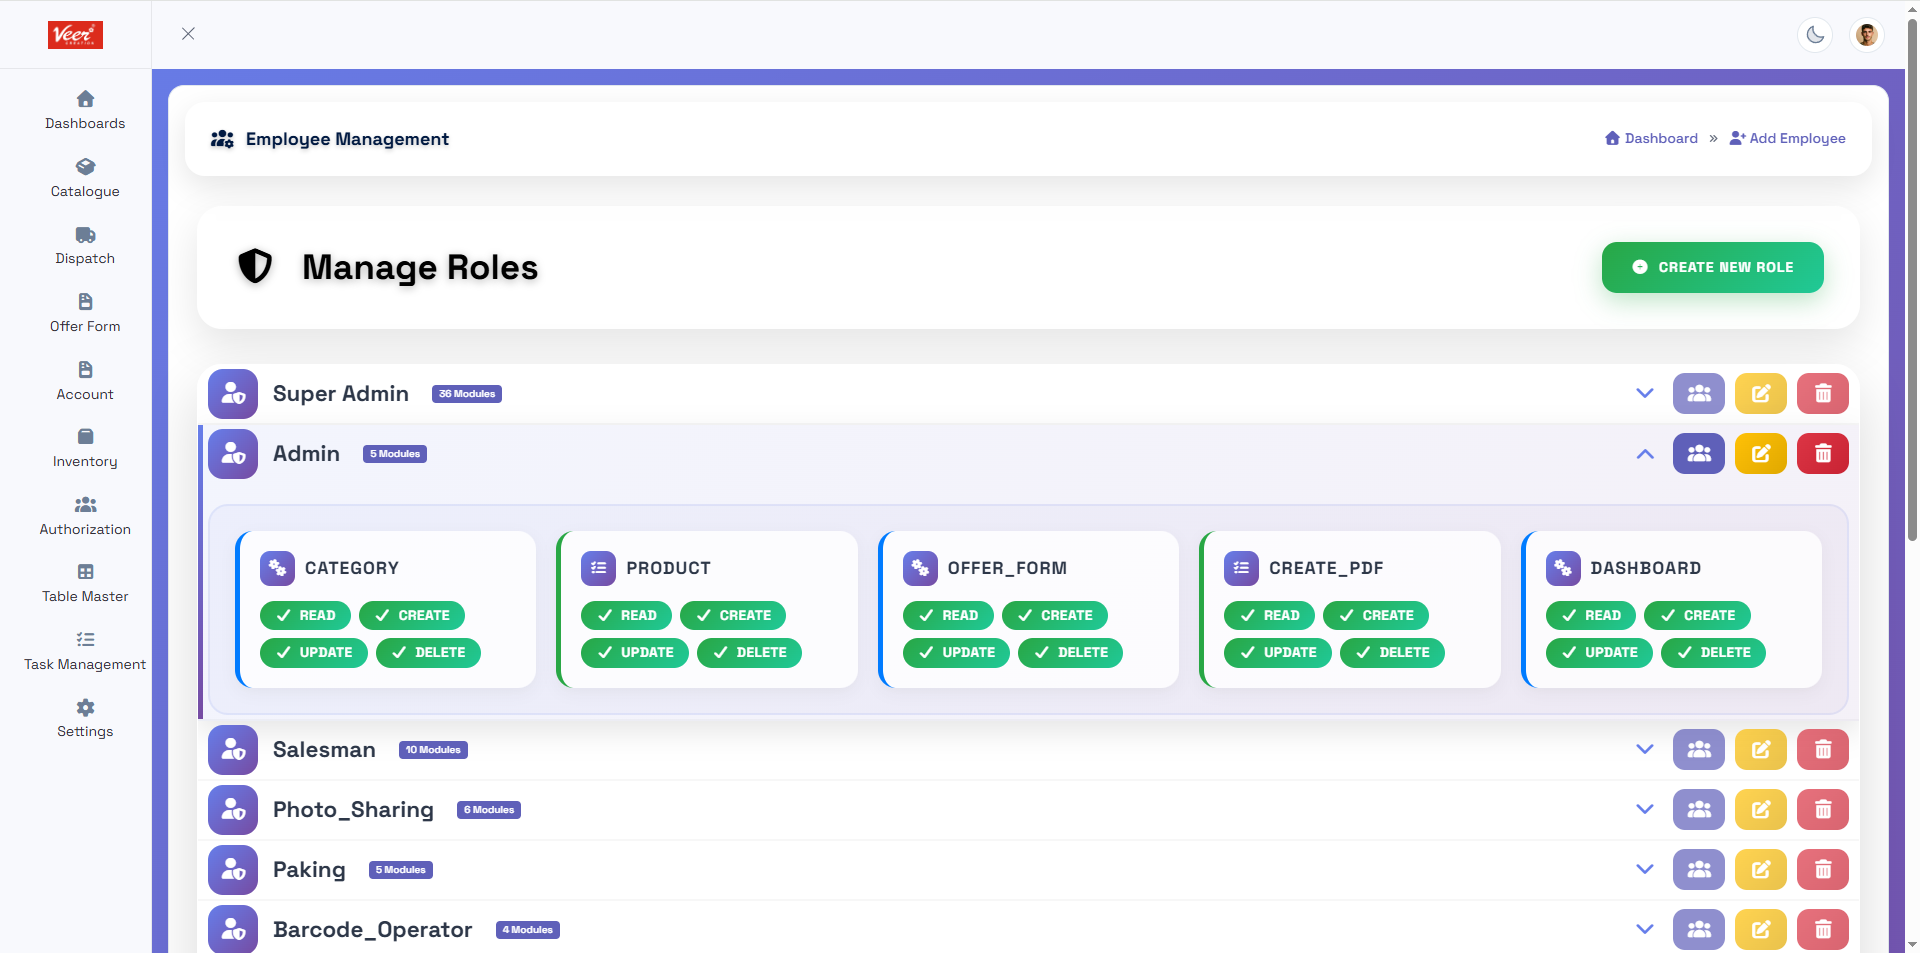 Veer
CREATION
Dashboards
Catalogue
Dispatch
Offer Form
Account
Inventory
Authorization
Table Master
Task Management
Settings
Employee Management
Dashboard » Add Employee
Manage Roles
CREATE NEW ROLE
Super Admin 36 Modules
Admin 5 Modules
CATEGORY
READ CREATE
UPDATE DELETE
PRODUCT
READ CREATE
UPDATE DELETE
OFFER_FORM
READ CREATE
UPDATE DELETE
CREATE_PDF
READ CREATE
UPDATE DELETE
DASHBOARD
READ CREATE
UPDATE DELETE
Salesman 10 Modules
Photo_Sharing 6 Modules
Paking 5 Modules
Barcode_Operator 4 Modules